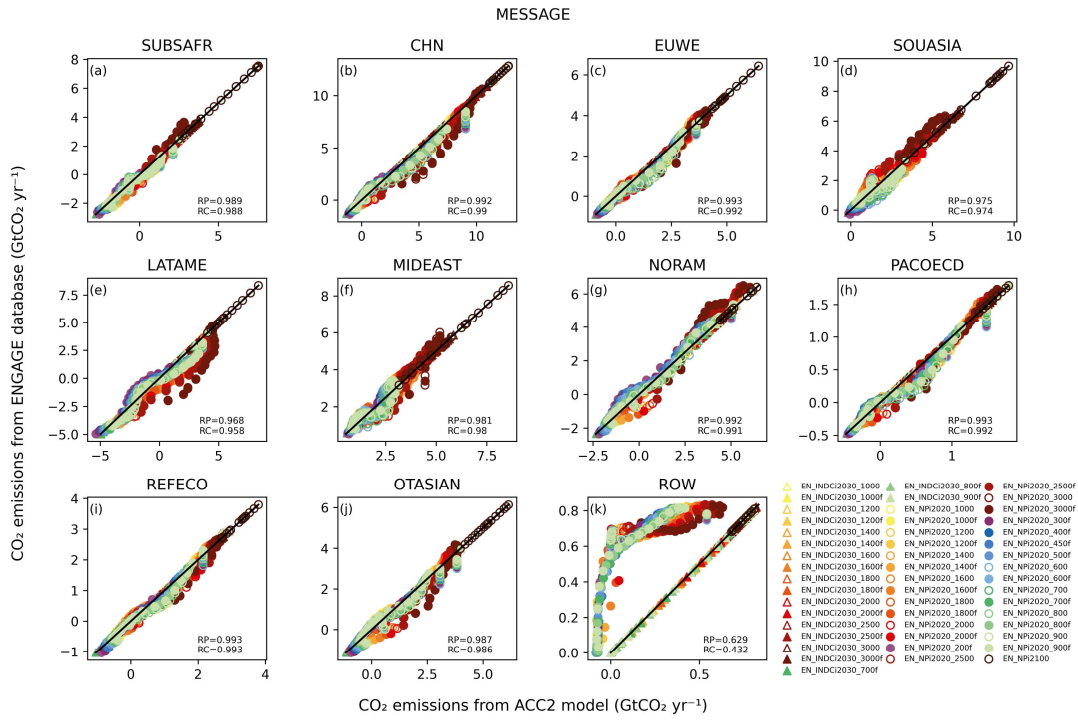 MESSAGE
SUBSAFR
CHN
EUWE
SOUASIA
(a)
(b)
(c)
(d)
8
6
4
2
0
−2
10
5
0
6
4
2
0
10
8
6
4
2
0
RP=0.989
RC=0.988
RP=0.992
RC=0.99
RP=0.993
RC=0.992
RP=0.975
RC=0.974
0 5
0 5 10
0.0 2.5 5.0
0 5 10
LATAME
MIDEAST
NORAM
PACOECD
(e)
(f)
(g)
(h)
7.5
5.0
2.5
0.0
−2.5
−5.0
8
6
4
2
6
4
2
0
−2
1.5
1.0
0.5
0.0
−0.5
RP=0.968
RC=0.958
RP=0.981
RC=0.98
RP=0.992
RC=0.991
RP=0.993
RC=0.992
−5 0 5
2.5 5.0 7.5
−2.5 0.0 2.5 5.0
0 1
REFECO
OTASIAN
ROW
(i)
(j)
(k)
4
3
2
1
0
−1
6
4
2
0
0.8
0.6
0.4
0.2
0.0
RP=0.993
RC=0.993
RP=0.987
RC=0.986
RP=0.629
RC=0.432
0 2 4
0.0 2.5 5.0
0.0 0.5
CO₂ emissions from ENGAGE database (GtCO₂ yr⁻¹)
CO₂ emissions from ACC2 model (GtCO₂ yr⁻¹)
EN_INDCi2030_1000
EN_INDCi2030_1000f
EN_INDCi2030_1200
EN_INDCi2030_1200f
EN_INDCi2030_1400
EN_INDCi2030_1400f
EN_INDCi2030_1600
EN_INDCi2030_1600f
EN_INDCi2030_1800
EN_INDCi2030_1800f
EN_INDCi2030_2000
EN_INDCi2030_2000f
EN_INDCi2030_2500
EN_INDCi2030_2500f
EN_INDCi2030_3000
EN_INDCi2030_3000f
EN_INDCi2030_700f
EN_INDCi2030_800f
EN_INDCi2030_900f
EN_NPi2020_1000
EN_NPi2020_1000f
EN_NPi2020_1200
EN_NPi2020_1200f
EN_NPi2020_1400
EN_NPi2020_1400f
EN_NPi2020_1600
EN_NPi2020_1600f
EN_NPi2020_1800
EN_NPi2020_1800f
EN_NPi2020_2000
EN_NPi2020_2000f
EN_NPi2020_200f
EN_NPi2020_2500
EN_NPi2020_2500f
EN_NPi2020_3000
EN_NPi2020_3000f
EN_NPi2020_300f
EN_NPi2020_400f
EN_NPi2020_450f
EN_NPi2020_500f
EN_NPi2020_600
EN_NPi2020_600f
EN_NPi2020_700
EN_NPi2020_700f
EN_NPi2020_800
EN_NPi2020_800f
EN_NPi2020_900
EN_NPi2020_900f
EN_NPi2100